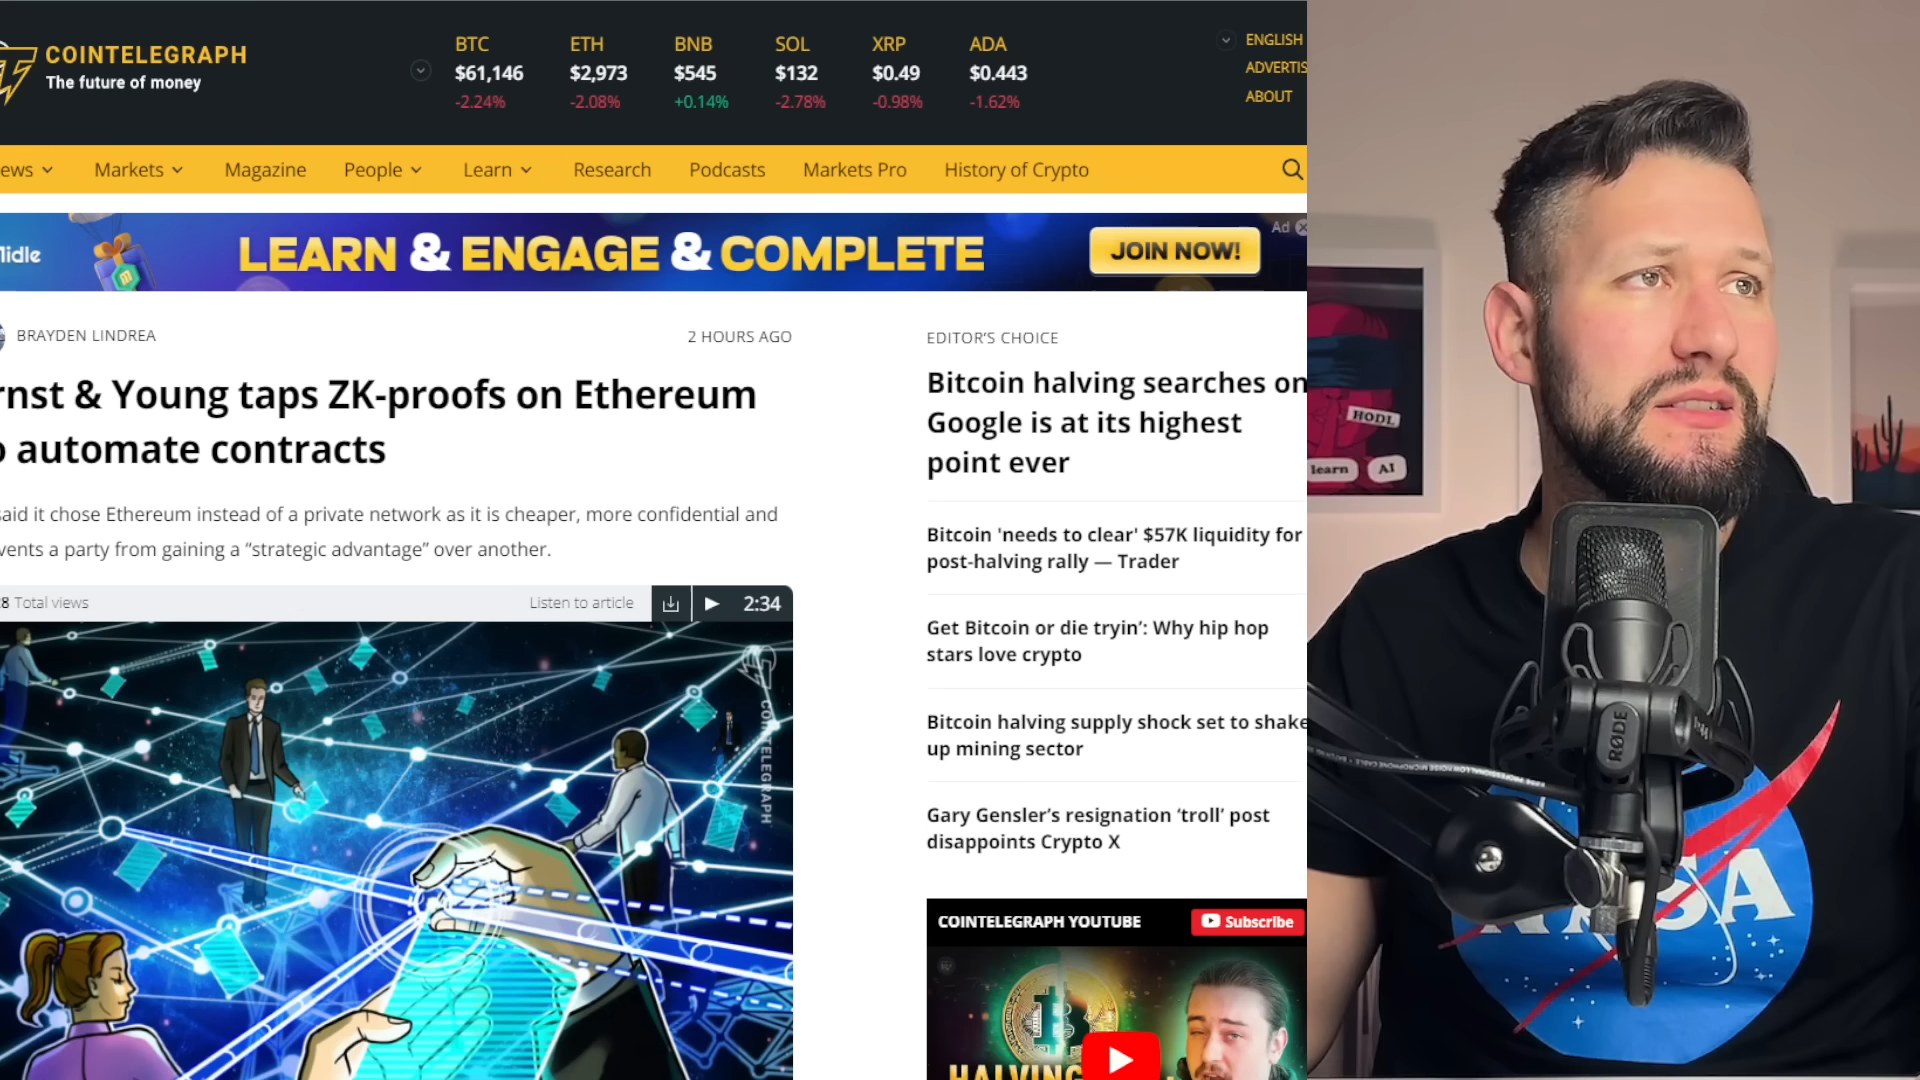 COINTELEGRAPH
The future of money
BTC ETH BNB SOL XRP ADA
$61,146 $2,973 $545 $132 $0.49 $0.443
-2.24% -2.08% +0.14% -2.78% -0.98% -1.62%
ENGLISH
ADVERTIS
ABOUT
ews Markets Magazine People Learn Research Podcasts Markets Pro History of Crypto
lidle
LEARN & ENGAGE & COMPLETE
JOIN NOW!
Ad
BRAYDEN LINDREA
2 HOURS AGO
rnst & Young taps ZK-proofs on Ethereum
o automate contracts
said it chose Ethereum instead of a private network as it is cheaper, more confidential and
vents a party from gaining a “strategic advantage” over another.
28 Total views
Listen to article
2:34
COINTELEGRAPH
EDITOR’S CHOICE
Bitcoin halving searches on
Google is at its highest
point ever
Bitcoin 'needs to clear' $57K liquidity for
post-halving rally — Trader
Get Bitcoin or die tryin’: Why hip hop
stars love crypto
Bitcoin halving supply shock set to shake
up mining sector
Gary Gensler’s resignation ‘troll’ post
disappoints Crypto X
COINTELEGRAPH YOUTUBE
Subscribe
HALVING
HODL
learn
AI
RØDE
NASA